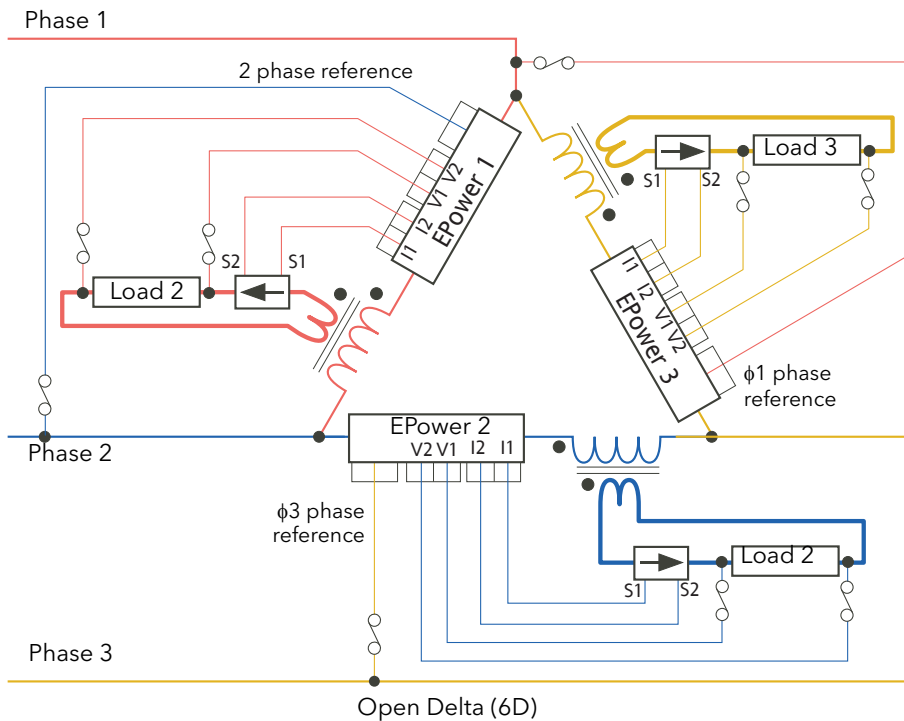 Phase 1
2 phase reference
Load 3
S1
S2
V2
V1
I2
I1
EPower 1
S2
S1
Load 2
I1
I2
V1
V2
EPower 3
ϕ1 phase
reference
EPower 2
V2
V1
I2
I1
Phase 2
ϕ3 phase
reference
Load 2
S1
S2
Phase 3
Open Delta (6D)